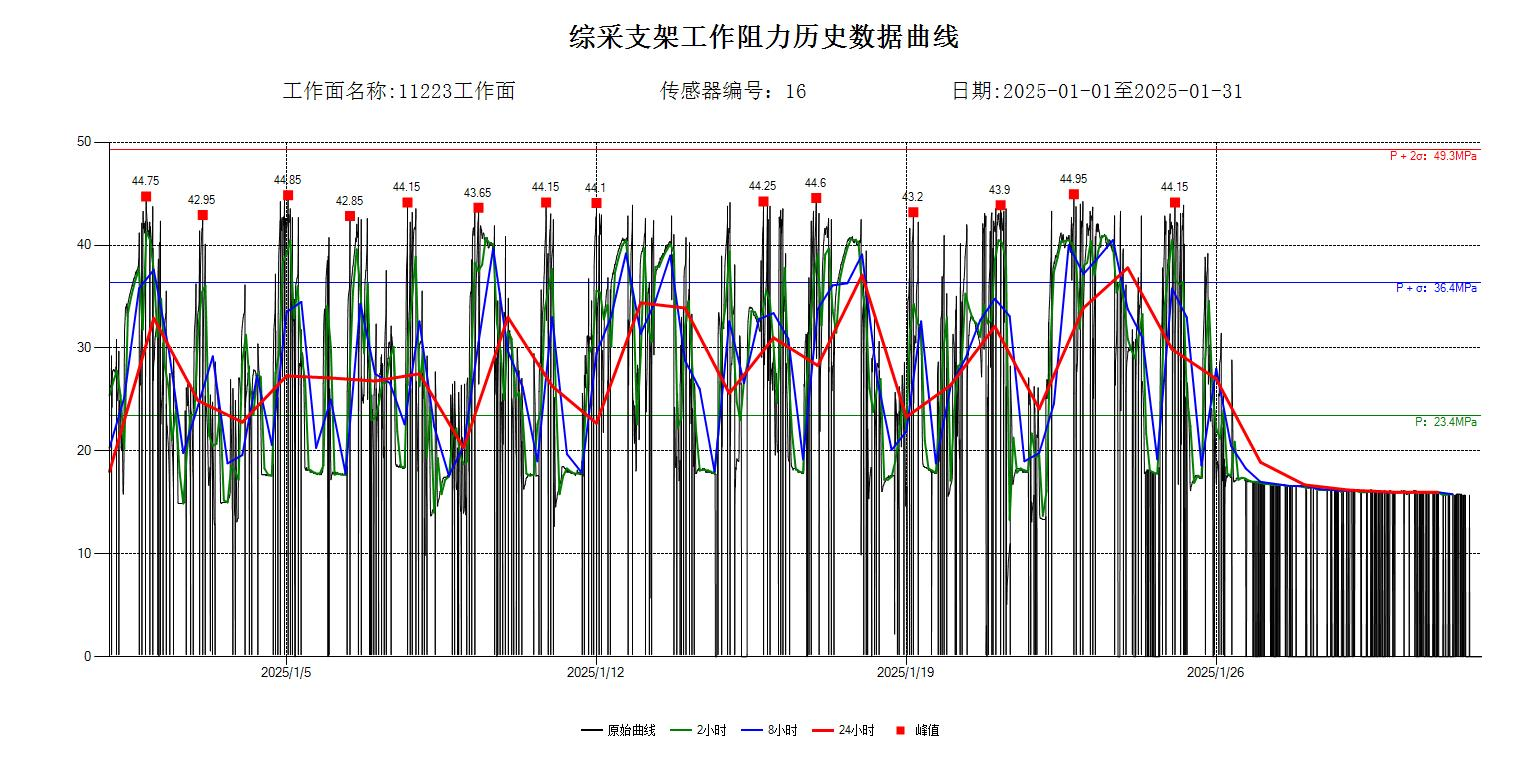 综采支架工作阻力历史数据曲线
工作面名称:11223工作面 传感器编号：16 日期:2025-01-01至2025-01-31
50
P + 2σ：49.3MPa
44.75 42.95 44.85 42.85 44.15 43.65 44.15 44.1 44.25 44.6 43.2 43.9 44.95 44.15
40
P + σ：36.4MPa
30
P：23.4MPa
20
10
0
2025/1/5 2025/1/12 2025/1/19 2025/1/26
原始曲线 2小时 8小时 24小时 峰值